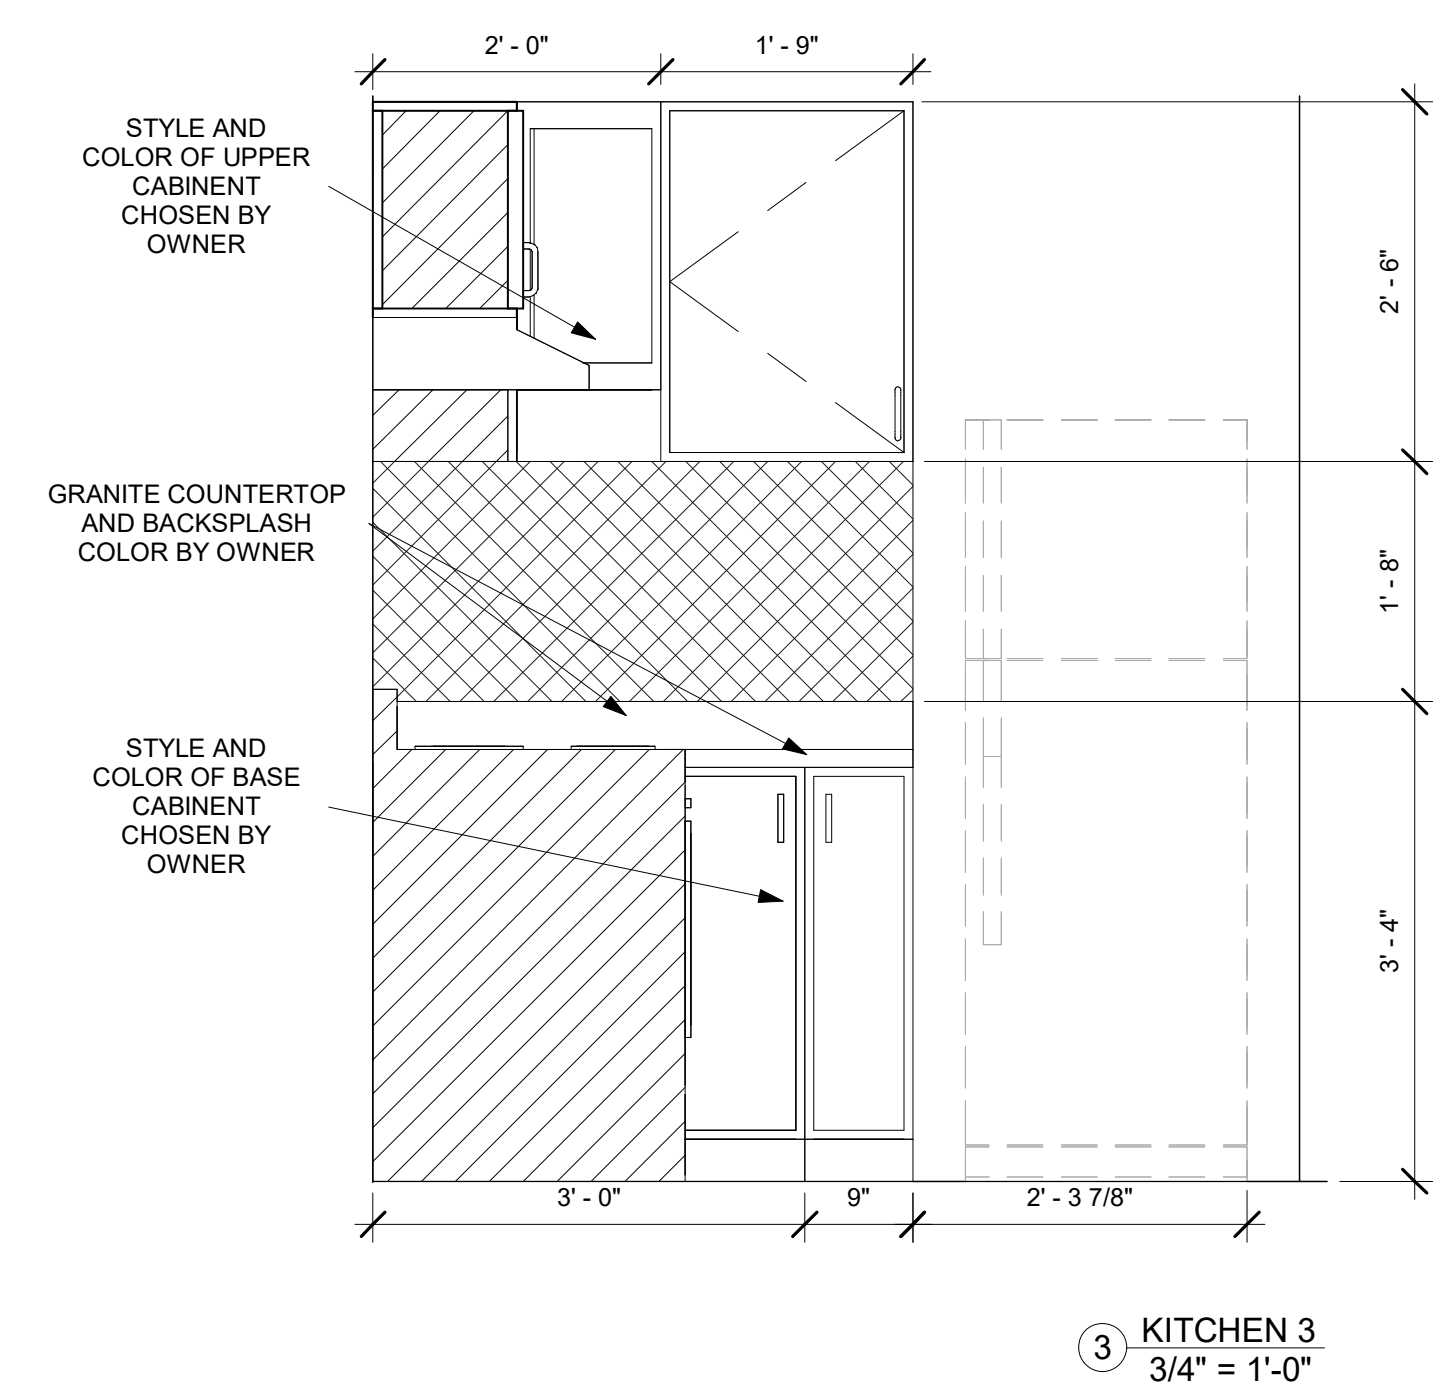 2' - 0"
1' - 9"
STYLE AND
COLOR OF UPPER
CABINENT
CHOSEN BY
OWNER
2' - 6"
GRANITE COUNTERTOP
AND BACKSPLASH
COLOR BY OWNER
1' - 8"
STYLE AND
COLOR OF BASE
CABINENT
CHOSEN BY
OWNER
3' - 4"
3' - 0"
9"
2' - 3 7/8"
3
KITCHEN 3
3/4" = 1'-0"